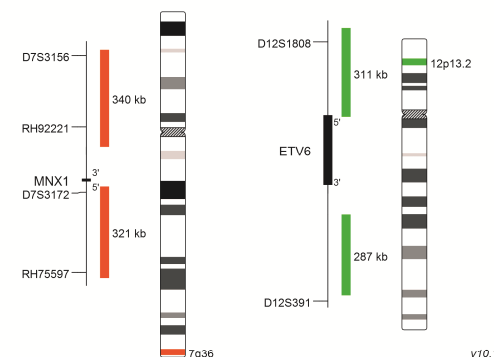 D7S3156
340 kb
RH92221
MNX1
3'
5'
D7S3172
321 kb
RH75597
7q36
D12S1808
311 kb
12p13.2
5'
ETV6
3'
287 kb
D12S391
v10.